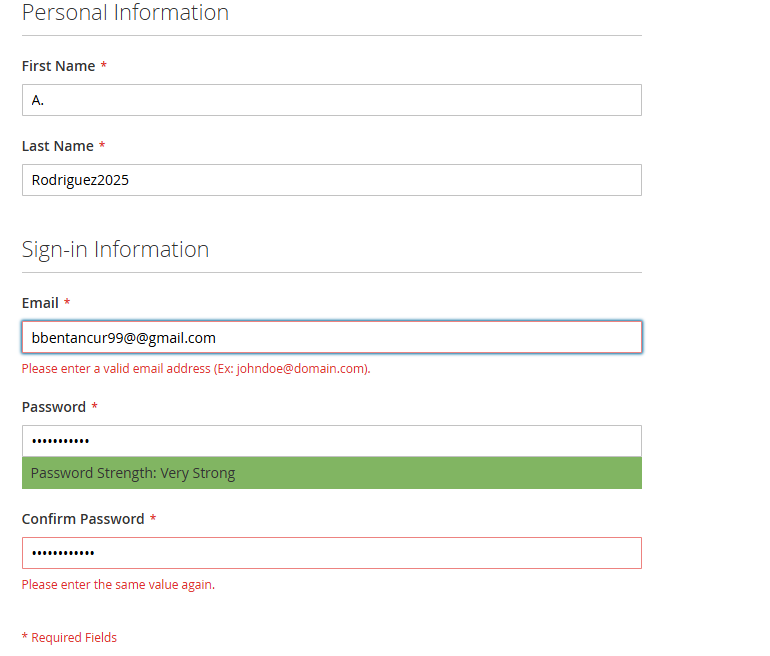 Personal Information
First Name *
A.
Last Name *
Rodriguez2025
Sign-in Information
Email *
bbentancur99@@gmail.com
Please enter a valid email address (Ex: johndoe@domain.com).
Password *
•••••••••••
Password Strength: Very Strong
Confirm Password *
••••••••••••
Please enter the same value again.
* Required Fields